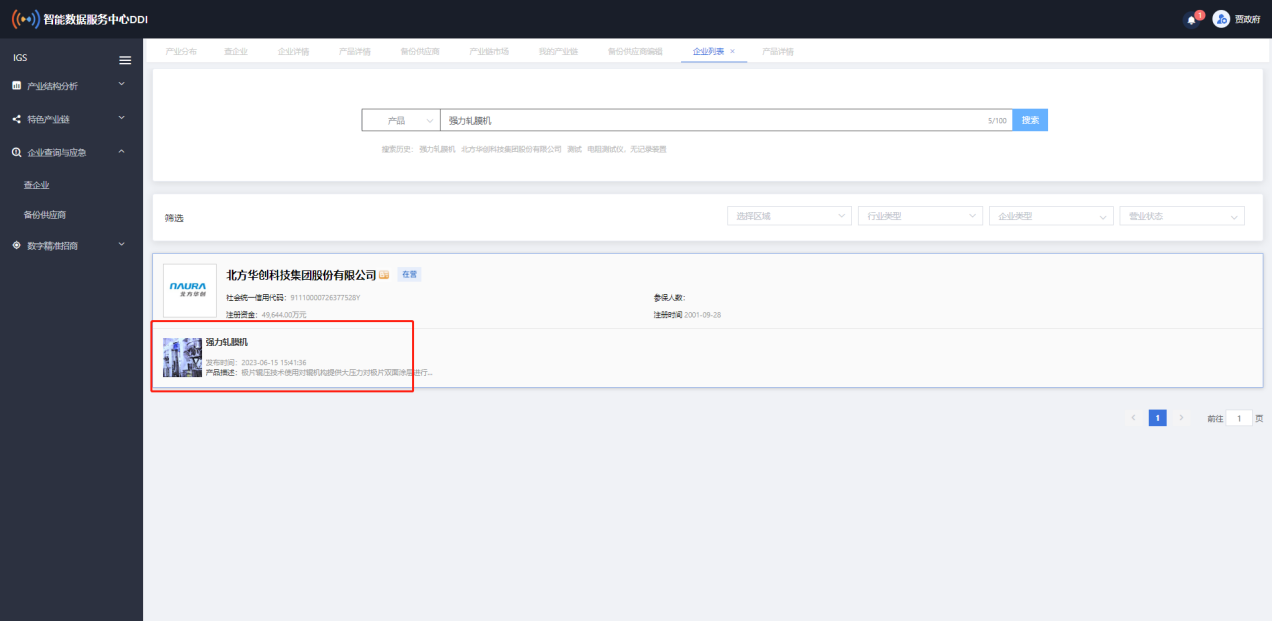 智能数据服务中心DDI
1
贾政府
IGS
产业结构分析
特色产业链
企业查询与应急
查企业
备份供应商
数字精准招商
产业分布 查企业 企业详情 产品详情 备份供应商 产业链市场 我的产业链 备份供应商编辑 企业列表 × 产品详情
产品 强力轧膜机 5/100 搜索
搜索历史: 强力轧膜机 北方华创科技集团股份有限公司 测试 电阻测试仪, 无记录装置
筛选 选择区域 行业类型 企业类型 营业状态
NAURA
北方华创
北方华创科技集团股份有限公司 在营
社会统一信用代码: 91110000726377528Y 参保人数:
注册资金: 49,644.00万元 注册时间 2001-09-28
强力轧膜机
发布时间: 2023-06-15 15:41:36
产品描述: 极片辊压技术使用对辊机构提供大压力对极片双面涂层进行...
< 1 > 前往 1 页